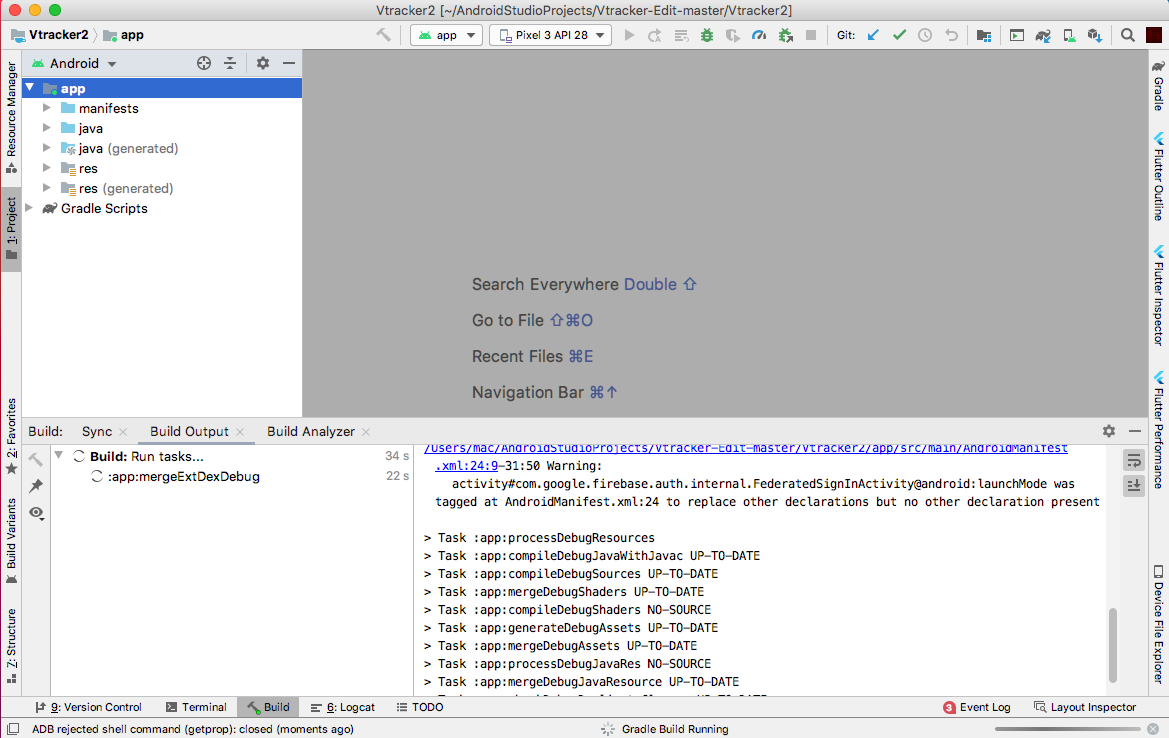 Vtracker2 [~/AndroidStudioProjects/Vtracker-Edit-master/Vtracker2]
Vtracker2 app
app
Pixel 3 API 28
Git:
Resource Manager
1: Project
2: Favorites
Build Variants
7: Structure
Android
app
manifests
java
java (generated)
res
res (generated)
Gradle Scripts
Search Everywhere Double ⇧
Go to File ⇧⌘O
Recent Files ⌘E
Navigation Bar ⌘↑
Gradle
Flutter Outline
Flutter Inspector
Flutter Performance
Device File Explorer
Build: Sync Build Output Build Analyzer
Build: Run tasks... 34 s
:app:mergeExtDexDebug 22 s
/Users/mac/AndroidStudioProjects/Vtracker-Edit-master/Vtracker2/app/src/main/AndroidManifest
.xml:24:9-31:50 Warning:
activity#com.google.firebase.auth.internal.FederatedSignInActivity@android:launchMode was
tagged at AndroidManifest.xml:24 to replace other declarations but no other declaration present
> Task :app:processDebugResources
> Task :app:compileDebugJavaWithJavac UP-TO-DATE
> Task :app:compileDebugSources UP-TO-DATE
> Task :app:mergeDebugShaders UP-TO-DATE
> Task :app:compileDebugShaders NO-SOURCE
> Task :app:generateDebugAssets UP-TO-DATE
> Task :app:mergeDebugAssets UP-TO-DATE
> Task :app:processDebugJavaRes NO-SOURCE
> Task :app:mergeDebugJavaResource UP-TO-DATE
9: Version Control Terminal Build 6: Logcat TODO 3 Event Log Layout Inspector
ADB rejected shell command (getprop): closed (moments ago) Gradle Build Running